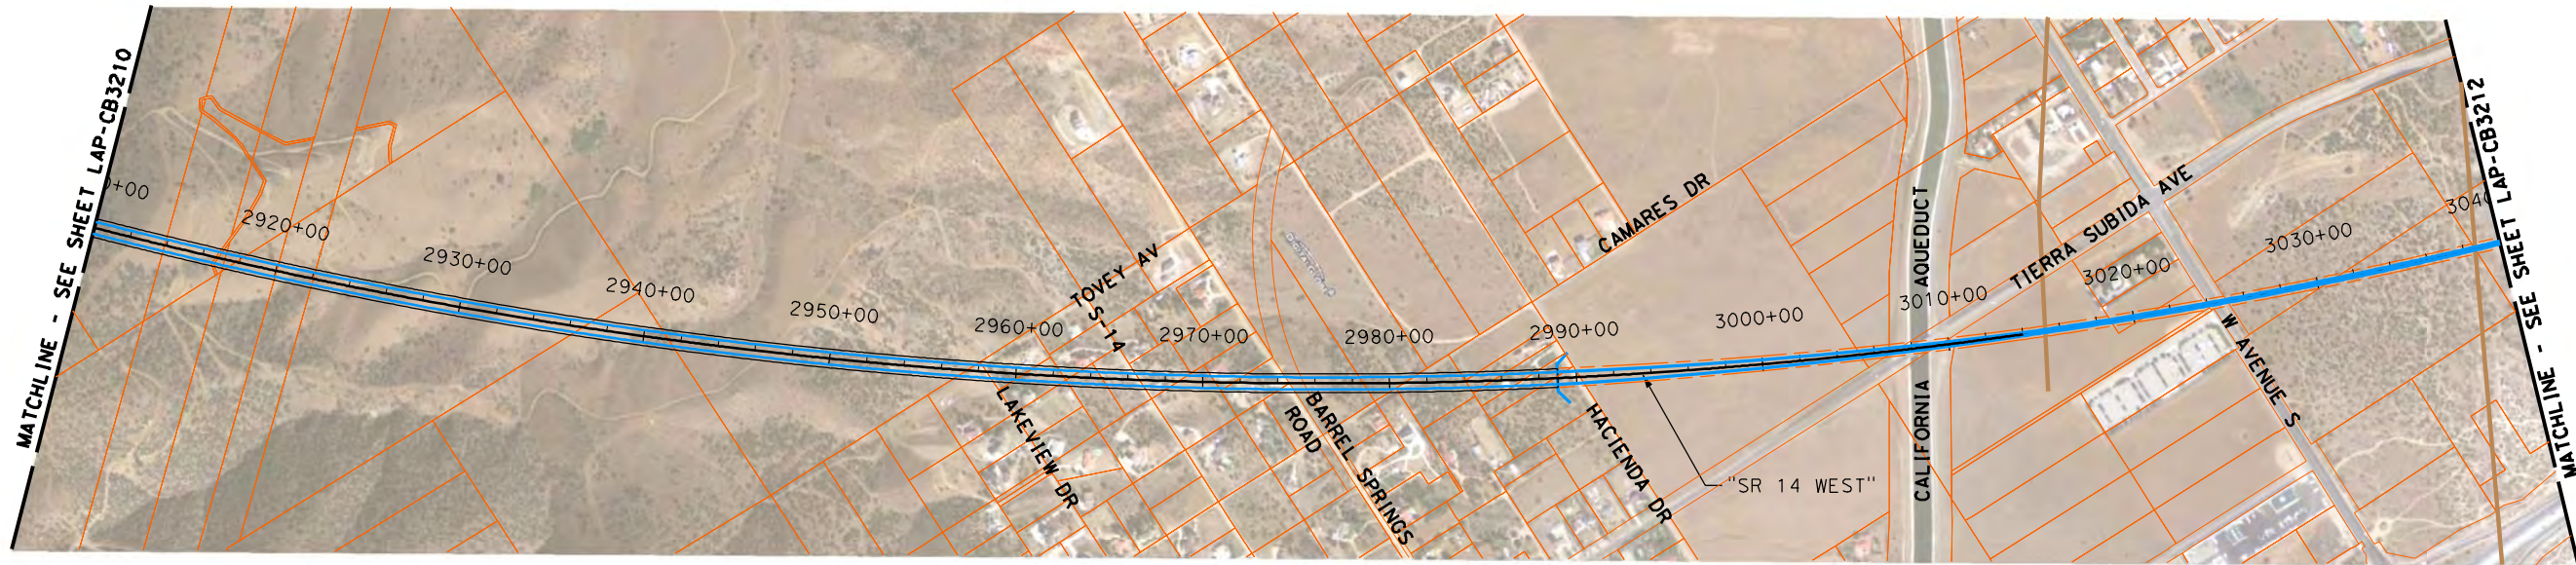 MATCHLINE - SEE SHEET LAP-CB3210
+00
2920+00
2930+00
2940+00
2950+00
2960+00
2970+00
2980+00
2990+00
3000+00
3010+00
3020+00
3030+00
3040
TOVEY AV
S-14
LAKEVIEW DR
BARREL SPRINGS
ROAD
CAMARES DR
HACIENDA DR
"SR 14 WEST"
CALIFORNIA AQUEDUCT
TIERRA SUBIDA AVE
W AVENUE S
MATCHLINE - SEE SHEET LAP-CB3212